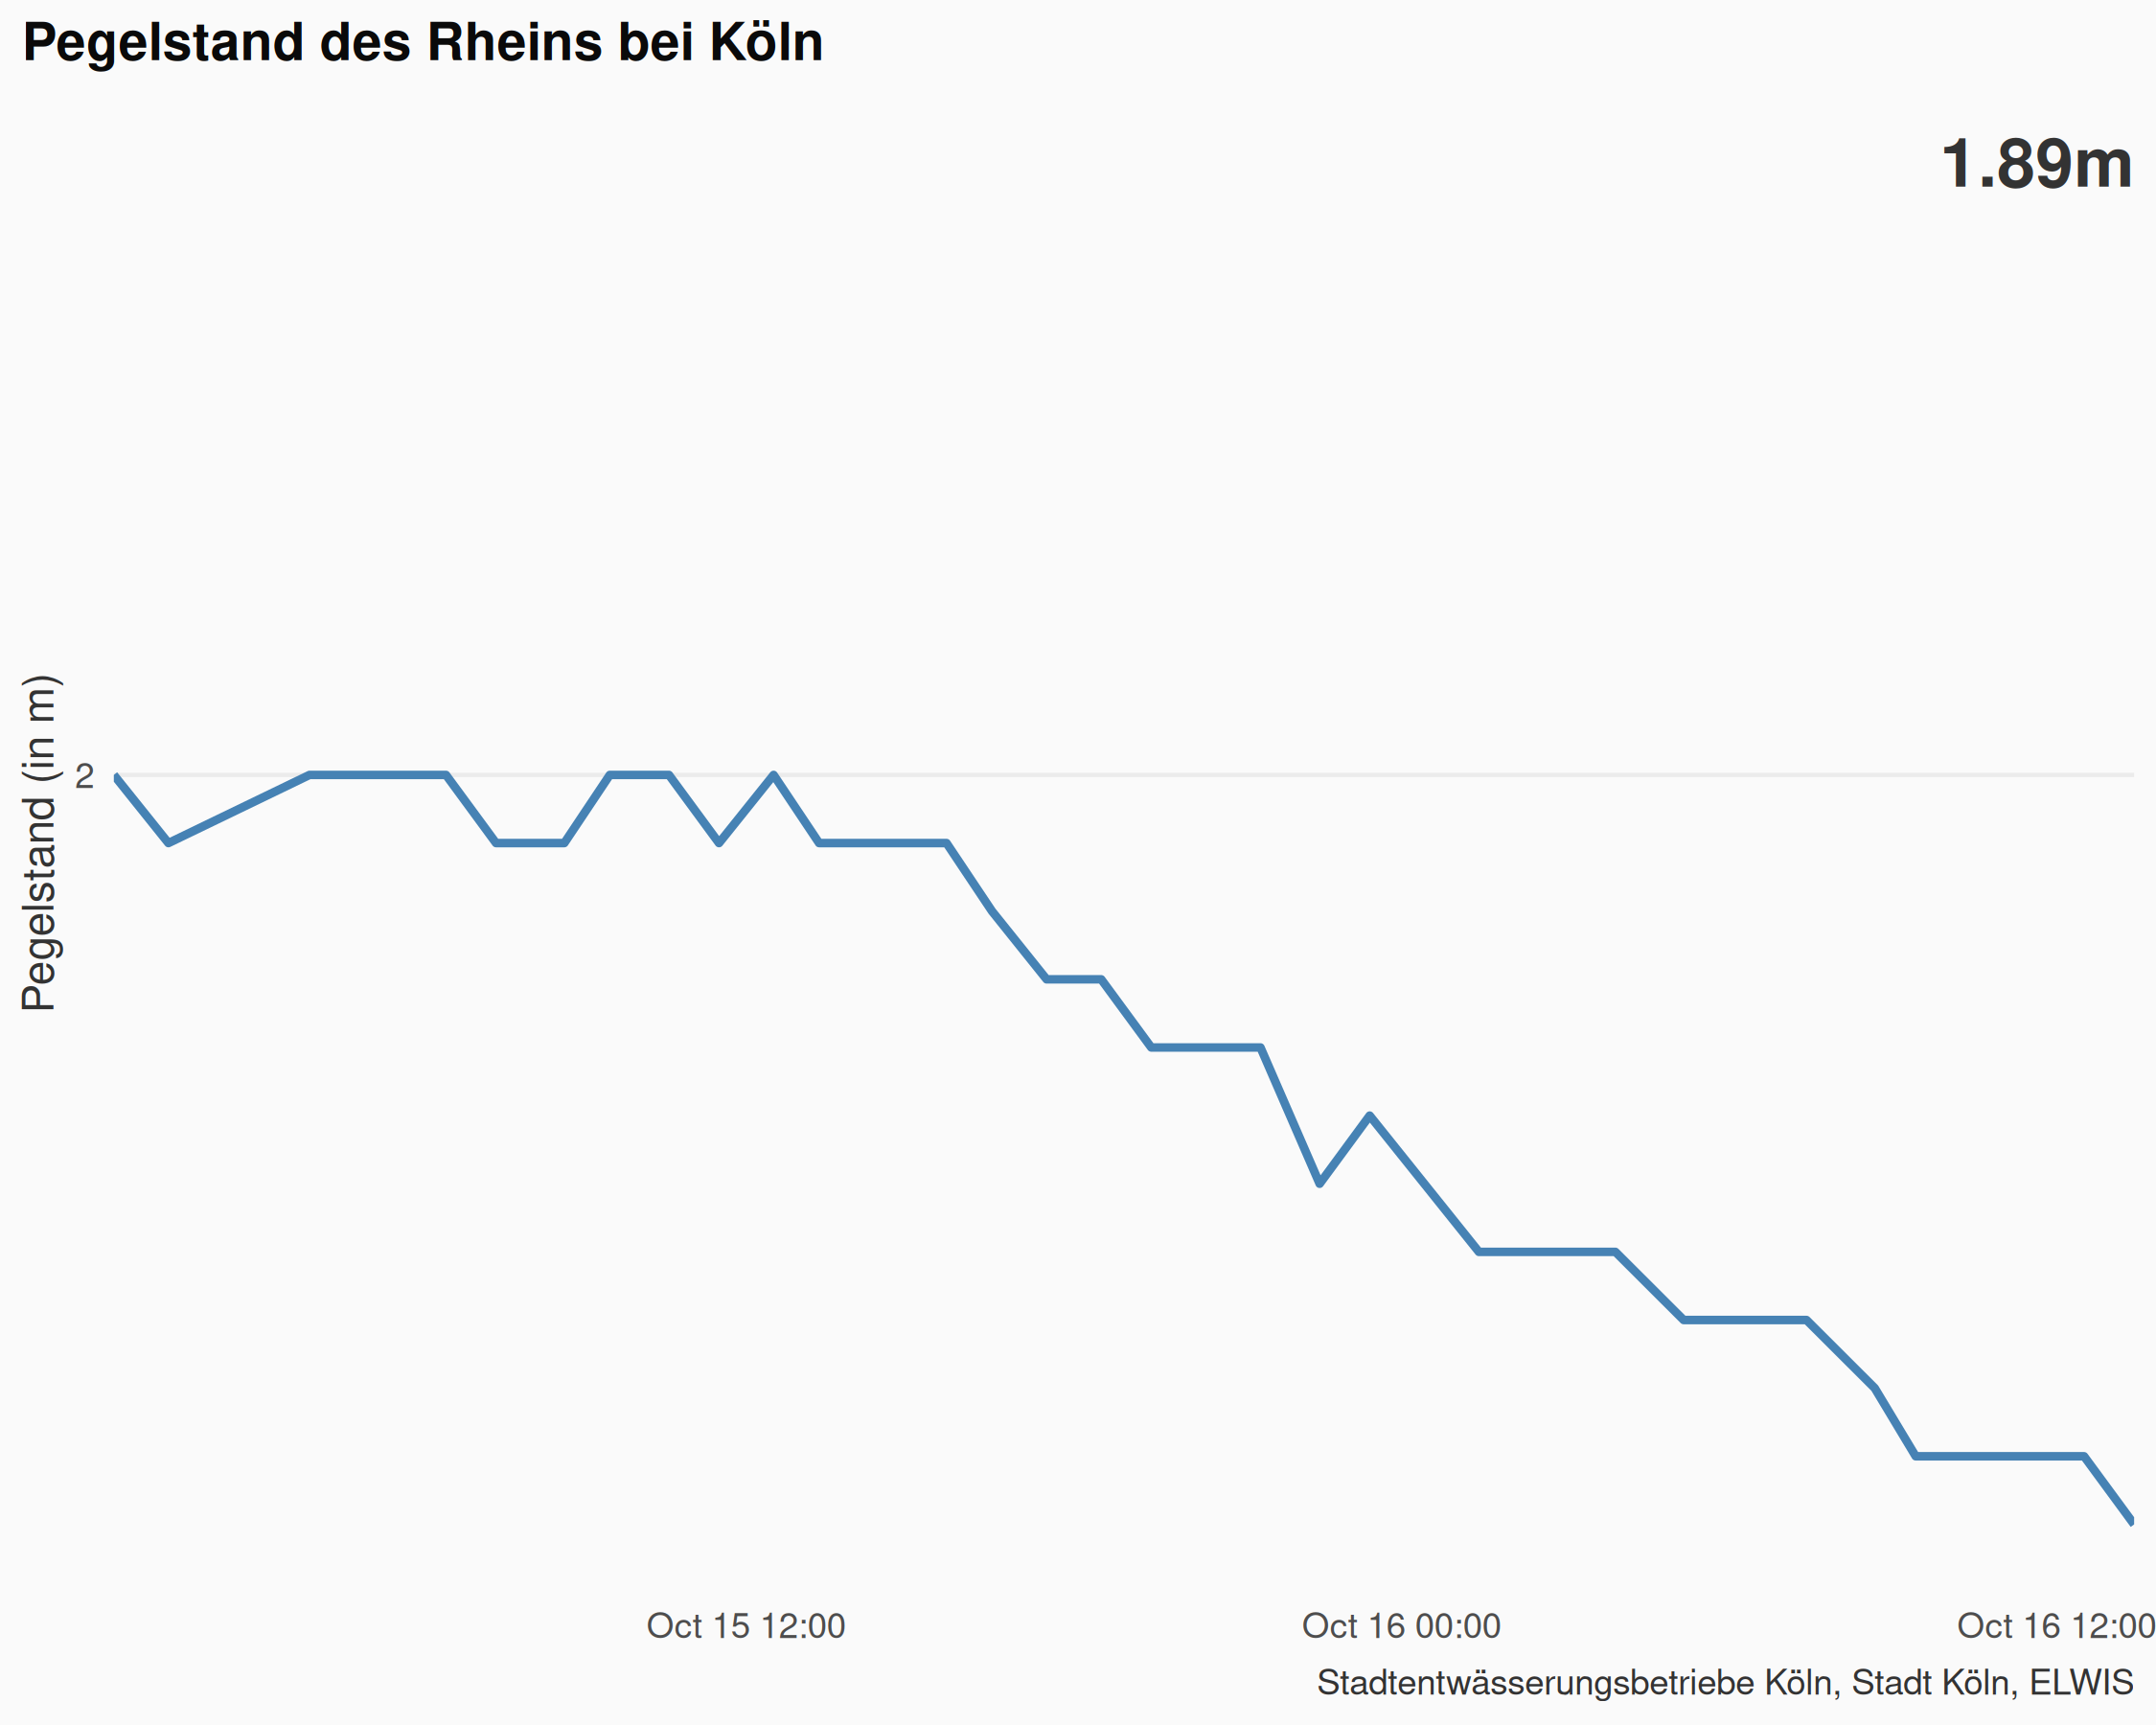 Pegelstand des Rheins bei Köln
1.89m
Pegelstand (in m)
2
Oct 15 12:00
Oct 16 00:00
Oct 16 12:00
Stadtentwässerungsbetriebe Köln, Stadt Köln, ELWIS